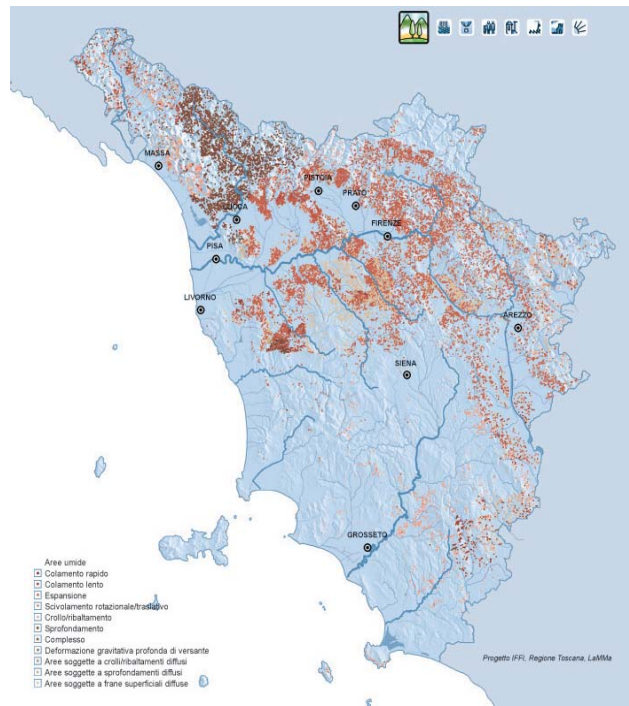 MASSA
PISTOIA
PRATO
LUCCA
FIRENZE
PISA
LIVORNO
AREZZO
SIENA
GROSSETO
Aree umide
Colamento rapido
Colamento lento
Espansione
Scivolamento rotazionale/traslativo
Crollo/ribaltamento
Sprofondamento
Complesso
Deformazione gravitativa profonda di versante
Aree soggette a crolli/ribaltamenti diffusi
Aree soggette a sprofondamenti diffusi
Aree soggette a frane superficiali diffuse
Progetto IFFI, Regione Toscana, LaMMa